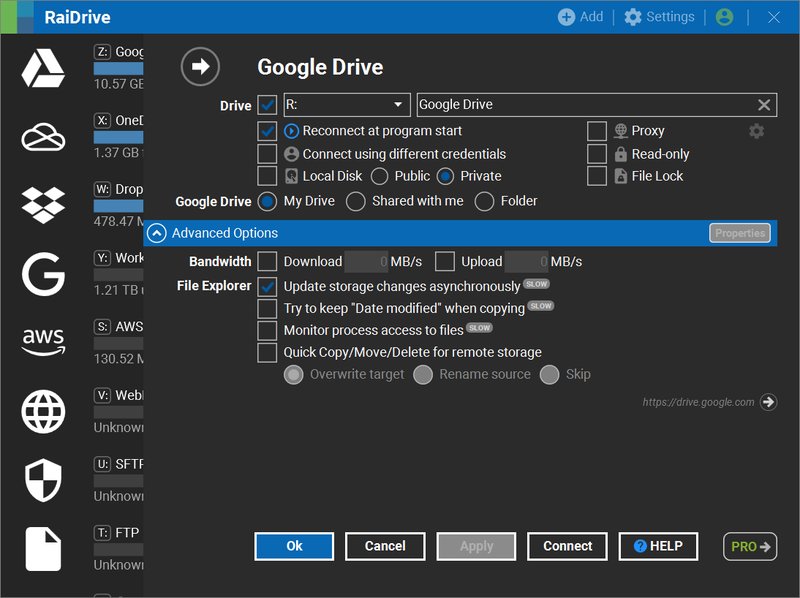 RaiDrive
Add
Settings
Z: Goog
10.57 GB
X: OneD
1.37 GB f
W: Drop
478.47 M
Y: Work
1.21 TB u
S: AWS
aws
130.52 M
V: Webl
Unknown
U: SFTP
Unknown
T: FTP
Unknown
Google Drive
Drive R: Google Drive
Reconnect at program start Proxy
Connect using different credentials Read-only
Local Disk Public Private File Lock
Google Drive My Drive Shared with me Folder
Advanced Options Properties
Bandwidth Download 0 MB/s Upload 0 MB/s
File Explorer Update storage changes asynchronously SLOW
Try to keep "Date modified" when copying SLOW
Monitor process access to files SLOW
Quick Copy/Move/Delete for remote storage
Overwrite target Rename source Skip
https://drive.google.com
Ok Cancel Apply Connect ? HELP PRO